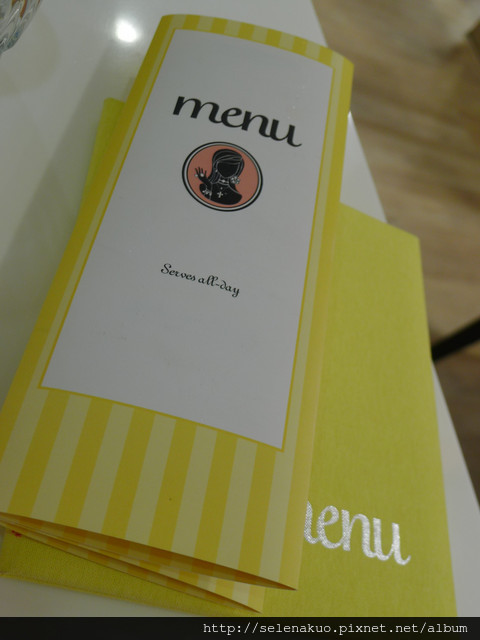 menu
Serves all-day
menu
http://selenakuo.pixnet.net/album